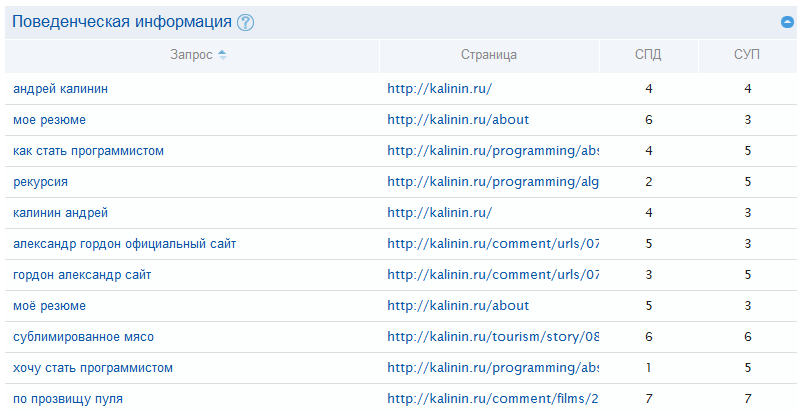 Поведенческая информация ?
Запрос Страница СПД СУП
андрей калинин http://kalinin.ru/ 4 4
мое резюме http://kalinin.ru/about 6 3
как стать программистом http://kalinin.ru/programming/abs 4 5
рекурсия http://kalinin.ru/programming/alg 2 5
калинин андрей http://kalinin.ru/ 4 3
александр гордон официальный сайт http://kalinin.ru/comment/urls/07 5 3
гордон александр сайт http://kalinin.ru/comment/urls/07 3 5
моё резюме http://kalinin.ru/about 5 3
сублимированное мясо http://kalinin.ru/tourism/story/08 6 6
хочу стать программистом http://kalinin.ru/programming/abs 1 5
по прозвищу пуля http://kalinin.ru/comment/films/2 7 7